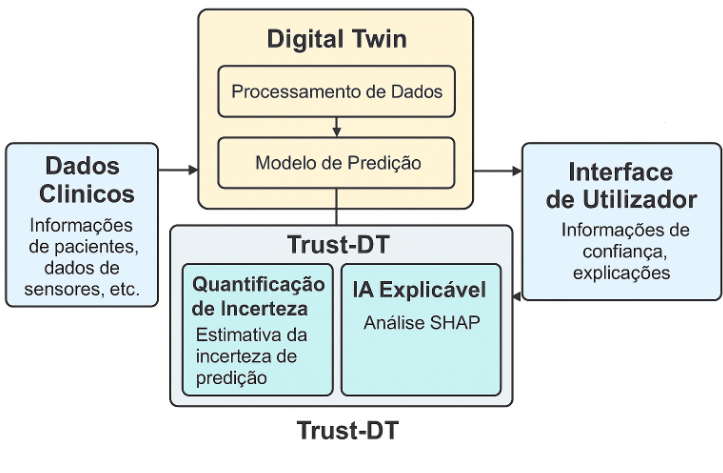 Digital Twin
Processamento de Dados
Modelo de Predição
Dados
Clinicos
Informações
de pacientes,
dados de
sensores, etc.
Interface
de Utilizador
Informações de
confiança,
explicações
Trust-DT
Quantificação
de Incerteza
Estimativa da
incerteza de
predição
IA Explicável
Análise SHAP
Trust-DT